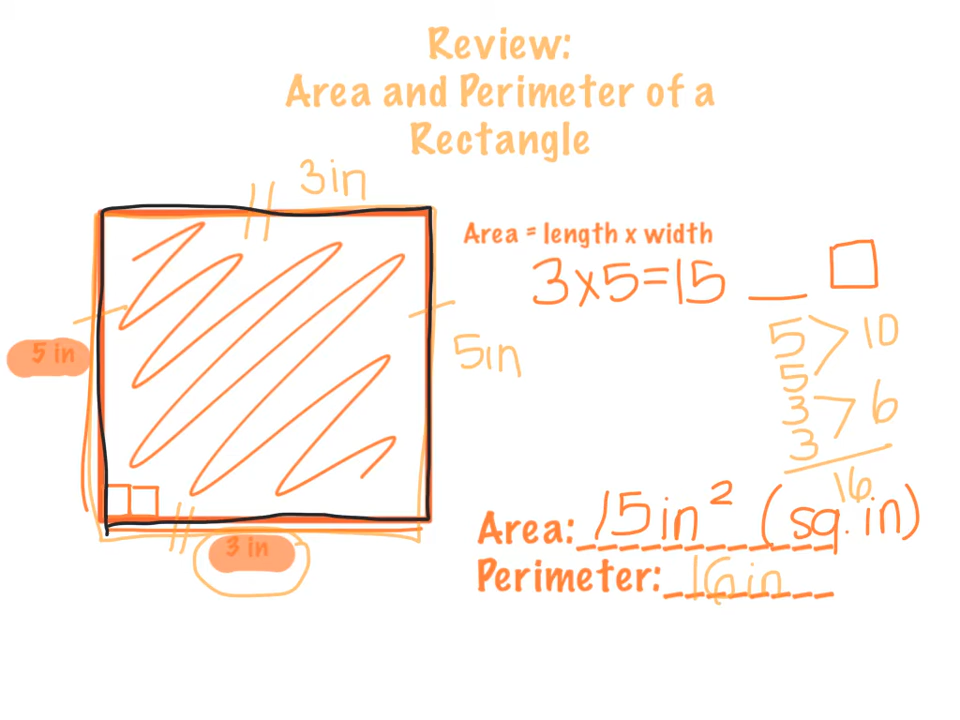 Review:
Area and Perimeter of a
Rectangle
3in
Area = length x width
3x5=15 __
5 > 10
5
5 in
5in
3 > 6
3
16
Area: 15in² (sq. in)
3 in
Perimeter: 16in